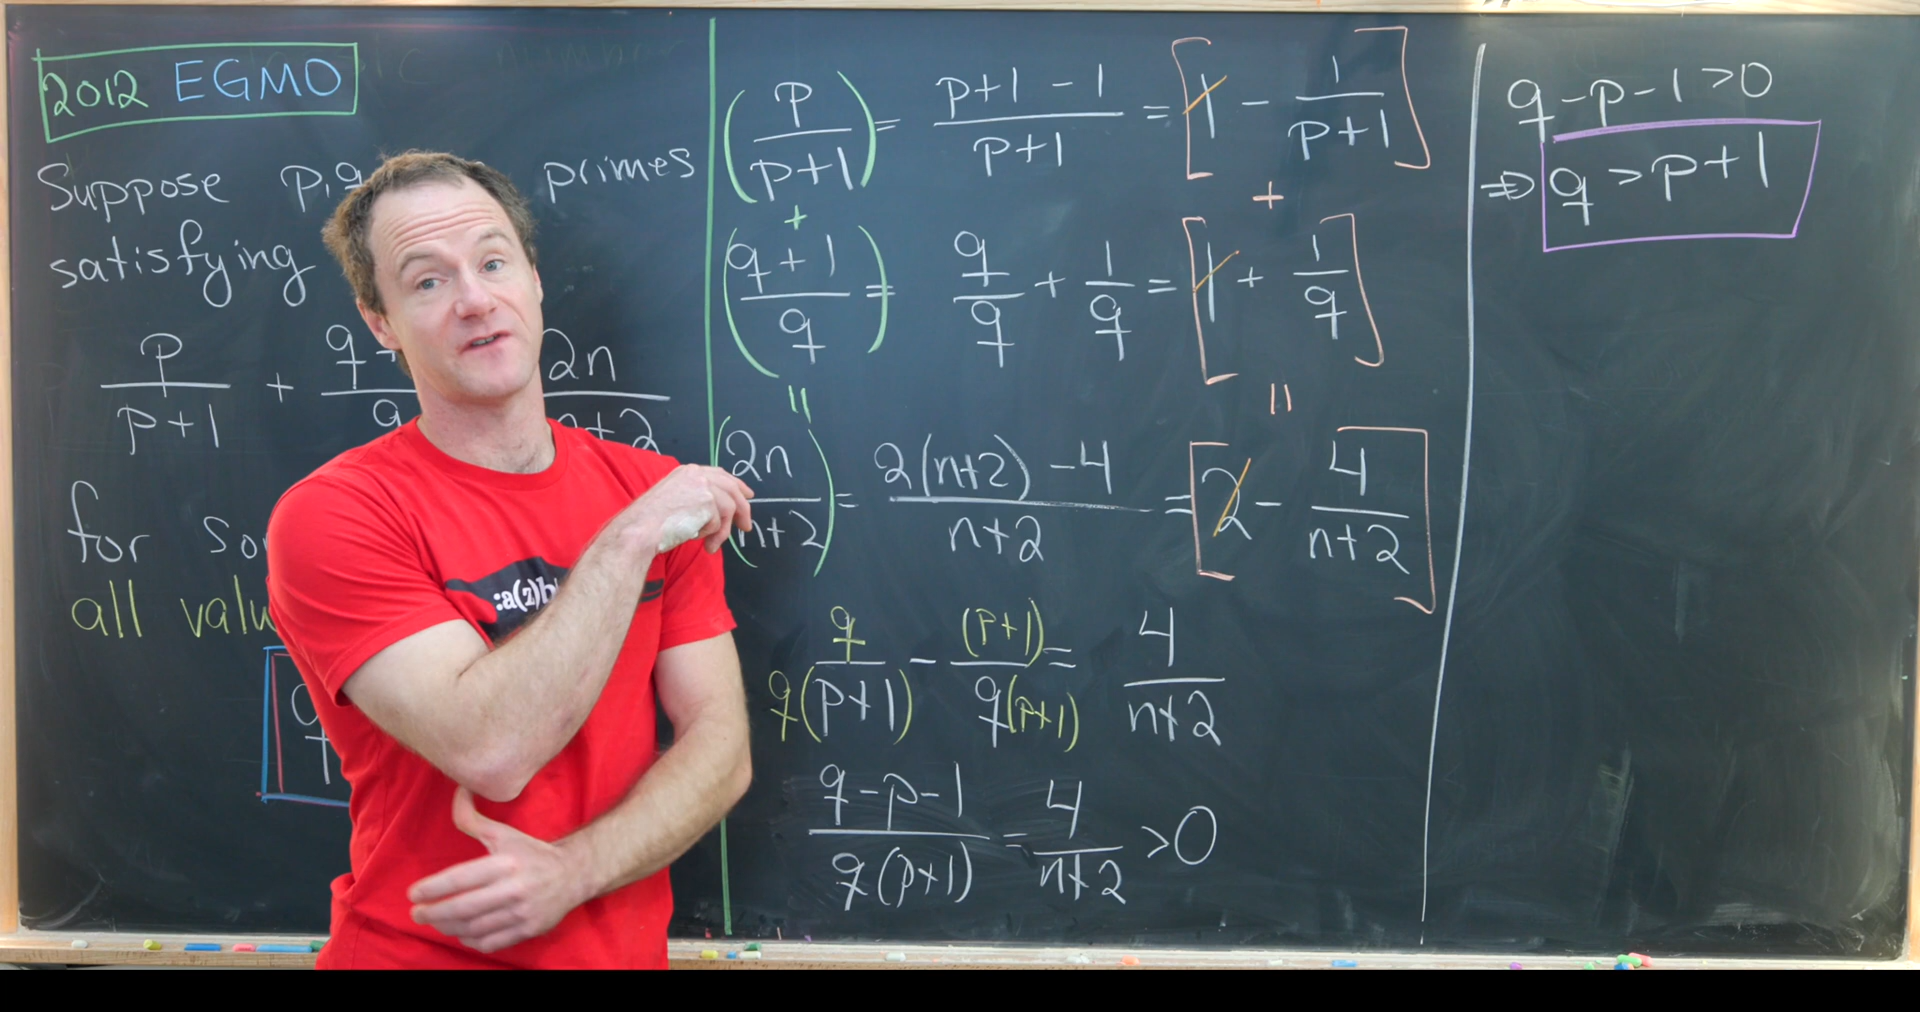 2012 EGMO
Suppose p, q primes
satisfying
p/(p+1) + q 2n
for
all
(p/(p+1)) = (p+1-1)/(p+1) = [1 - 1/(p+1)]
+ +
((q+1)/q) = q/q + 1/q = [1 + 1/q]
= =
(2n/(n+2)) = (2(n+2)-4)/(n+2) = [2 - 4/(n+2)]
q/(q(p+1)) - (p+1)/(q(p+1)) = 4/(n+2)
(q-p-1)/(q(p+1)) = 4/(n+2) > 0
q-p-1>0
⇒ q > p+1
:a(z)b